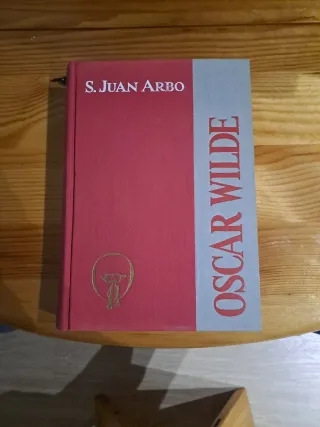 S. JUAN ARBO
OSCAR WILDE